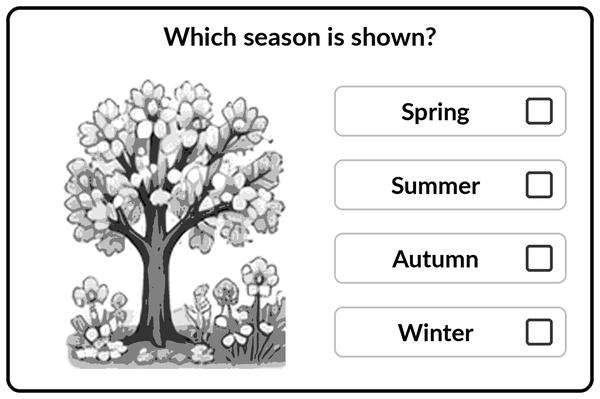 Which season is shown?
Spring
Summer
Autumn
Winter